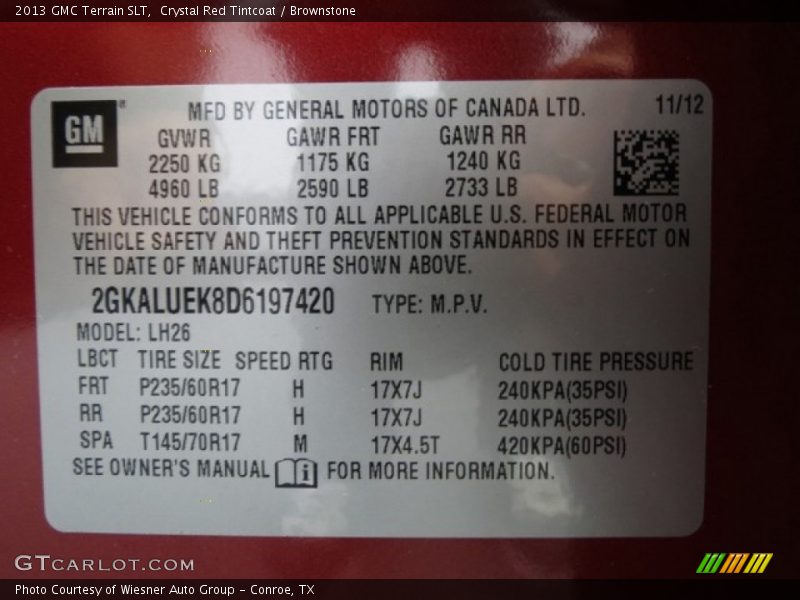 2013 GMC Terrain SLT,  Crystal Red Tintcoat / Brownstone
GM
MFD BY GENERAL MOTORS OF CANADA LTD. 11/12
GVWR GAWR FRT GAWR RR
2250 KG 1175 KG 1240 KG
4960 LB 2590 LB 2733 LB
THIS VEHICLE CONFORMS TO ALL APPLICABLE U.S. FEDERAL MOTOR
VEHICLE SAFETY AND THEFT PREVENTION STANDARDS IN EFFECT ON
THE DATE OF MANUFACTURE SHOWN ABOVE.
2GKALUEK8D6197420 TYPE: M.P.V.
MODEL: LH26
LBCT TIRE SIZE SPEED RTG RIM COLD TIRE PRESSURE
FRT P235/60R17 H 17X7J 240KPA(35PSI)
RR P235/60R17 H 17X7J 240KPA(35PSI)
SPA T145/70R17 M 17X4.5T 420KPA(60PSI)
SEE OWNER'S MANUAL i FOR MORE INFORMATION.
GTCARLOT.COM
Photo Courtesy of Wiesner Auto Group - Conroe, TX